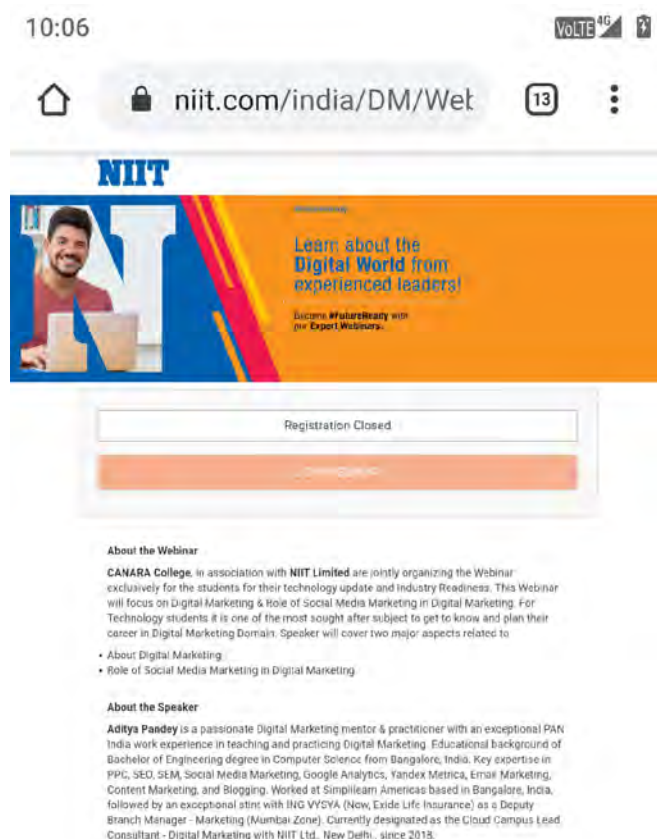 10:06
VoLTE 4G
niit.com/india/DM/Wel
13
NIIT
Learn about the
Digital World from
experienced leaders!
Become #FutureReady with
our Expert Webinars.
Registration Closed
About the Webinar
CANARA College, in association with NIIT Limited are jointly organizing the Webinar
exclusively for the students for their technology update and Industry Readiness. This Webinar
will focus on Digital Marketing & Role of Social Media Marketing in Digital Marketing. For
Technology students it is one of the most sought after subject to get to know and plan their
career in Digital Marketing Domain. Speaker will cover two major aspects related to
• About Digital Marketing
• Role of Social Media Marketing in Digital Marketing
About the Speaker
Aditya Pandey is a passionate Digital Marketing mentor & practitioner with an exceptional PAN
India work experience in teaching and practicing Digital Marketing. Educational background of
Bachelor of Engineering degree in Computer Science from Bangalore, India. Key expertise in
PPC, SEO, SEM, Social Media Marketing, Google Analytics, Yandex Metrica, Email Marketing,
Content Marketing, and Blogging. Worked at Simplilearn Americas based in Bangalore, India,
followed by an exceptional stint with ING VYSYA (Now, Exide Life Insurance) as a Deputy
Branch Manager - Marketing (Mumbai Zone). Currently designated as the Cloud Campus Lead
Consultant - Digital Marketing with NIIT Ltd., New Delhi., since 2018.